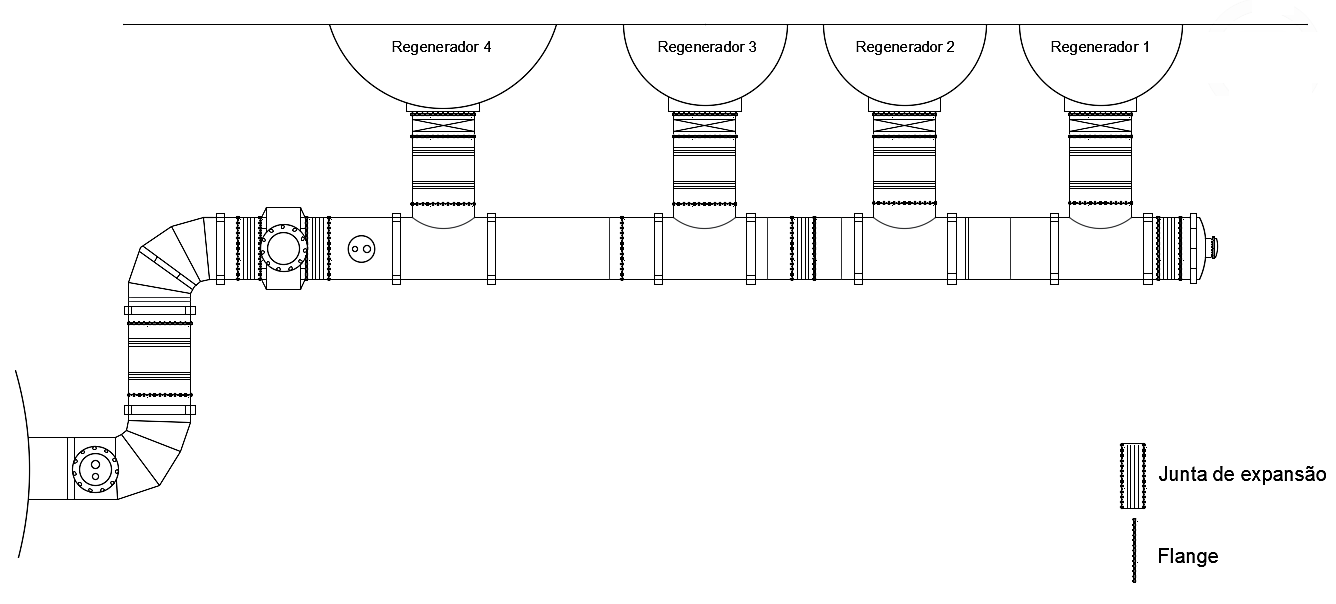 Regenerador 4
Regenerador 3
Regenerador 2
Regenerador 1
Junta de expansão
Flange